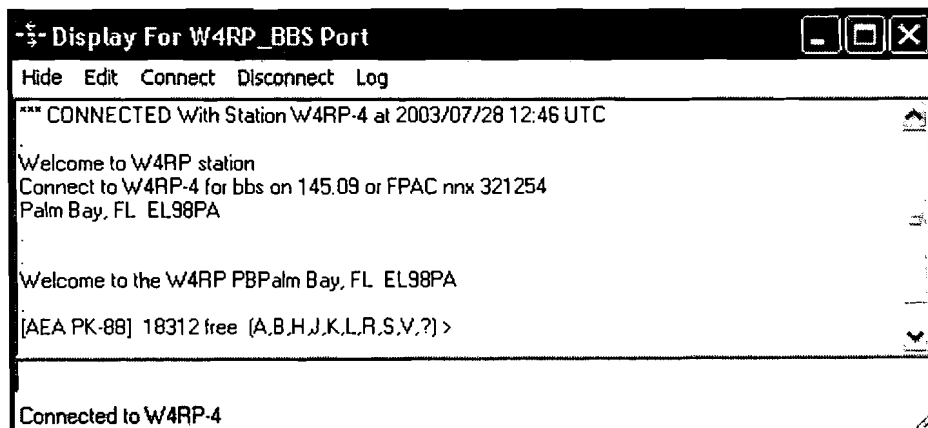 Display For W4RP_BBS Port
Hide Edit Connect Disconnect Log
*** CONNECTED With Station W4RP-4 at 2003/07/28 12:46 UTC
.
Welcome to W4RP station
Connect to W4RP-4 for bbs on 145.09 or FPAC nnx 321254
Palm Bay, FL EL98PA
.
.
Welcome to the W4RP PBPalm Bay, FL EL98PA
.
[AEA PK-88] 18312 free (A,B,H,J,K,L,R,S,V,?) >
Connected to W4RP-4